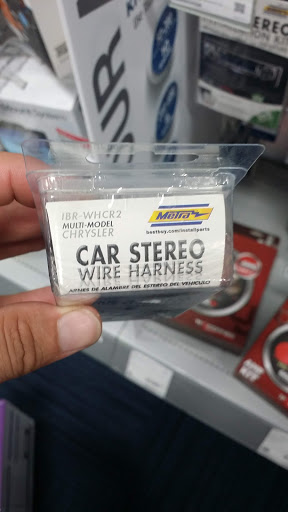 IBR-WHCR2
MULTI-MODEL
CHRYSLER
Metra
bestbuy.com/installparts
CAR STEREO
WIRE HARNESS
ARNES DE ALAMBRE DEL ESTEREO DEL VEHICULO